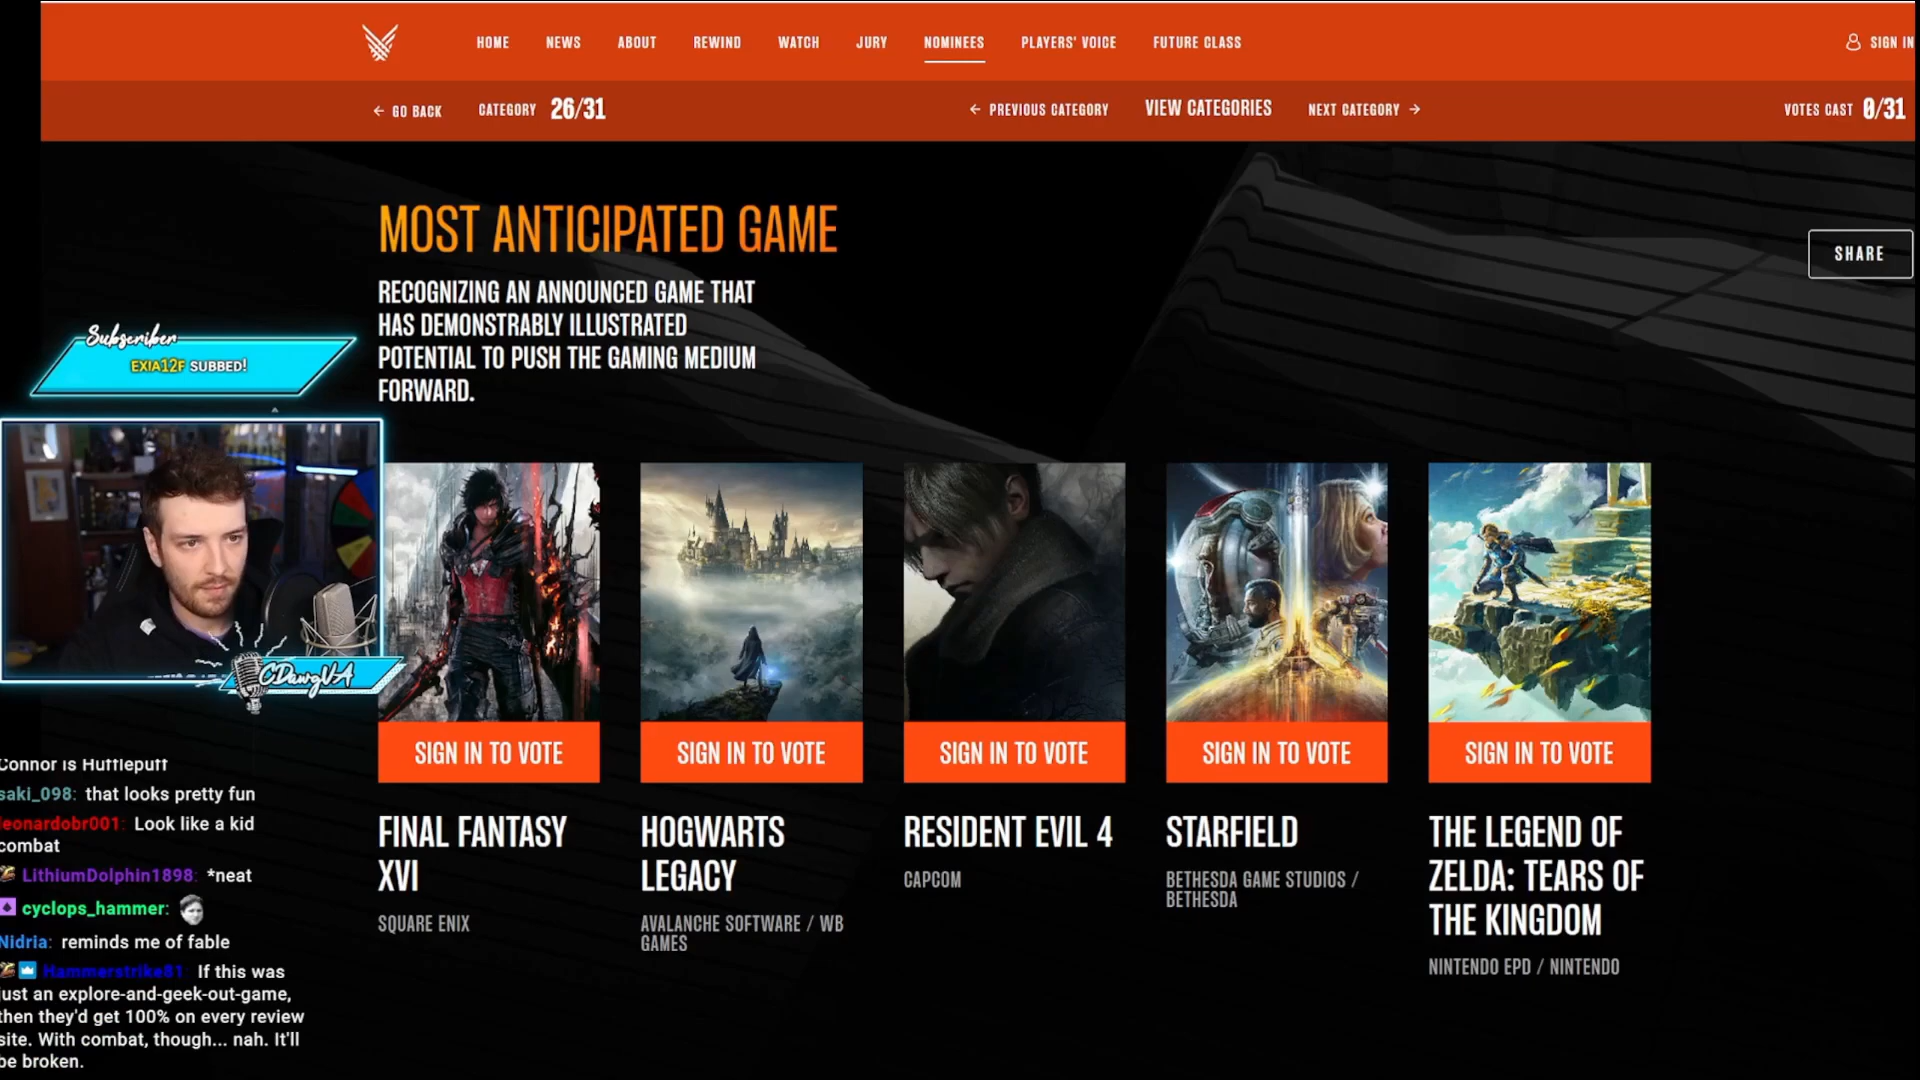 HOME NEWS ABOUT REWIND WATCH JURY NOMINEES PLAYERS' VOICE FUTURE CLASS SIGN IN
← GO BACK CATEGORY 26/31 ← PREVIOUS CATEGORY VIEW CATEGORIES NEXT CATEGORY → VOTES CAST 0/31
MOST ANTICIPATED GAME
SHARE
RECOGNIZING AN ANNOUNCED GAME THAT
HAS DEMONSTRABLY ILLUSTRATED
POTENTIAL TO PUSH THE GAMING MEDIUM
FORWARD.
Subscriber
EXIA12F SUBBED!
CDawgVA
SIGN IN TO VOTE
FINAL FANTASY
XVI
SQUARE ENIX
SIGN IN TO VOTE
HOGWARTS
LEGACY
AVALANCHE SOFTWARE / WB
GAMES
SIGN IN TO VOTE
RESIDENT EVIL 4
CAPCOM
SIGN IN TO VOTE
STARFIELD
BETHESDA GAME STUDIOS /
BETHESDA
SIGN IN TO VOTE
THE LEGEND OF
ZELDA: TEARS OF
THE KINGDOM
NINTENDO EPD / NINTENDO
Connor is Hufflepuff
saki_098: that looks pretty fun
leonardobr001: Look like a kid
combat
LithiumDolphin1898: *neat
cyclops_hammer:
Nidria: reminds me of fable
Hammerstrike81: If this was
just an explore-and-geek-out-game,
then they'd get 100% on every review
site. With combat, though... nah. It'll
be broken.